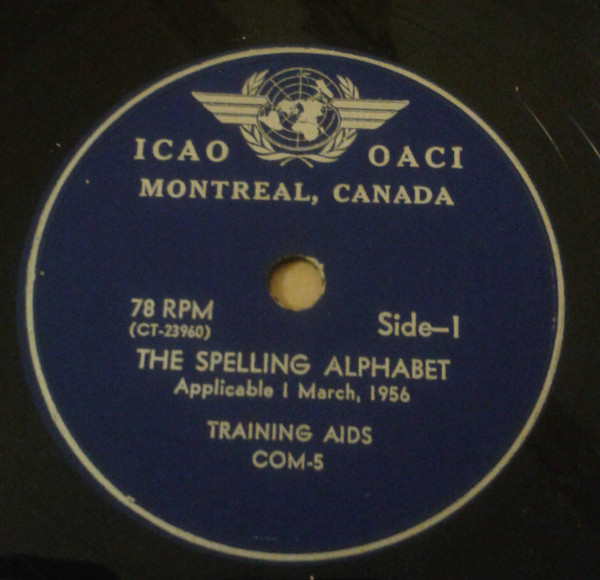 ICAO OACI
MONTREAL, CANADA
78 RPM
(CT-23960)
Side-1
THE SPELLING ALPHABET
Applicable 1 March, 1956
TRAINING AIDS
COM-5